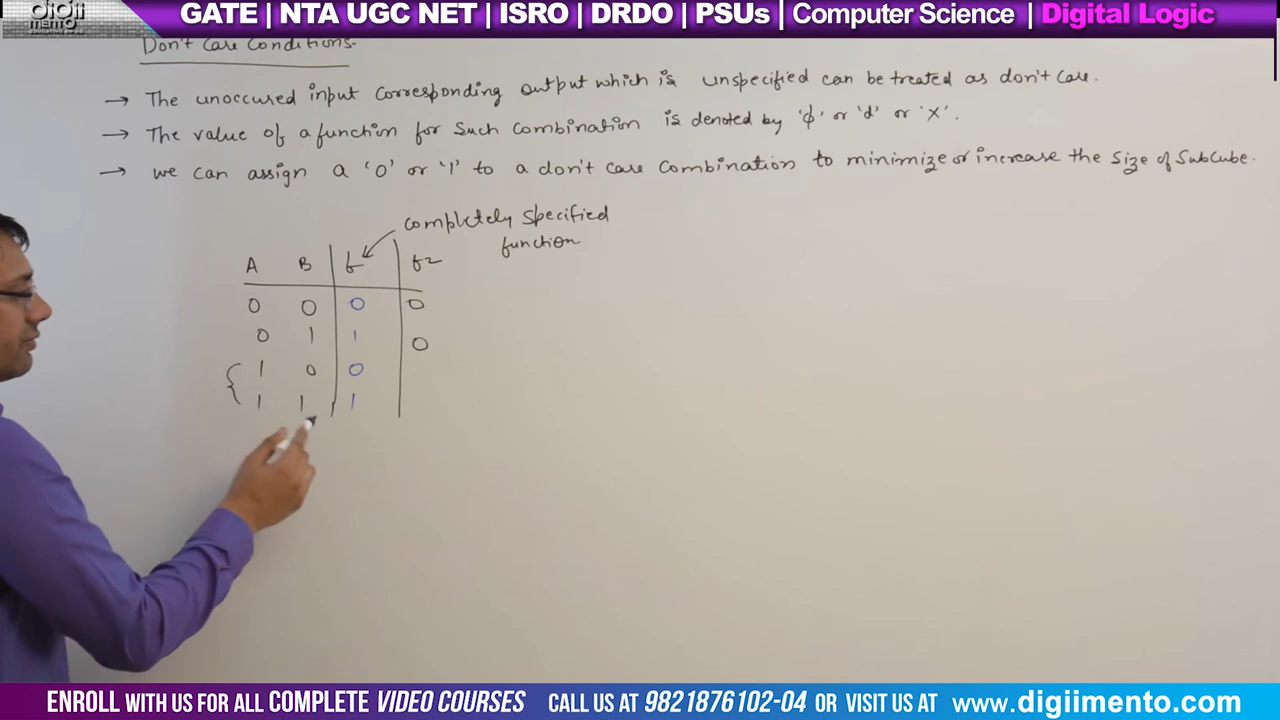 digiimento
GATE | NTA UGC NET | ISRO | DRDO | PSUs | Computer Science | Digital Logic
Don't Care Conditions-
→ The unoccured input corresponding output which is unspecified can be treated as don't care.
→ The value of a function for such combination is denoted by 'ϕ' or 'd' or 'x'.
→ we can assign a '0' or '1' to a don't care combination to minimize or increase the size of subcube.
completely specified
function
A B f f2
0 0 0 0
0 1 1 0
1 0 0
1 1 1
ENROLL WITH US FOR ALL COMPLETE VIDEO COURSES CALL US AT 9821876102-04 OR VISIT US AT www.digiimento.com